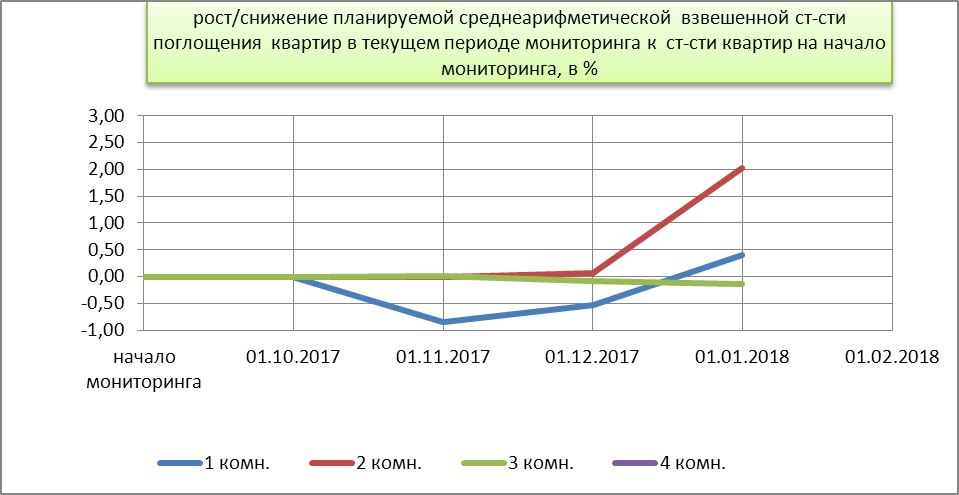 рост/снижение планируемой среднеарифметической взвешенной ст-сти
поглощения квартир в текущем периоде мониторинга к ст-сти квартир на начало
мониторинга, в %
3,00
2,50
2,00
1,50
1,00
0,50
0,00
-0,50
-1,00
начало
мониторинга
01.10.2017
01.11.2017
01.12.2017
01.01.2018
01.02.2018
1 комн.
2 комн.
3 комн.
4 комн.